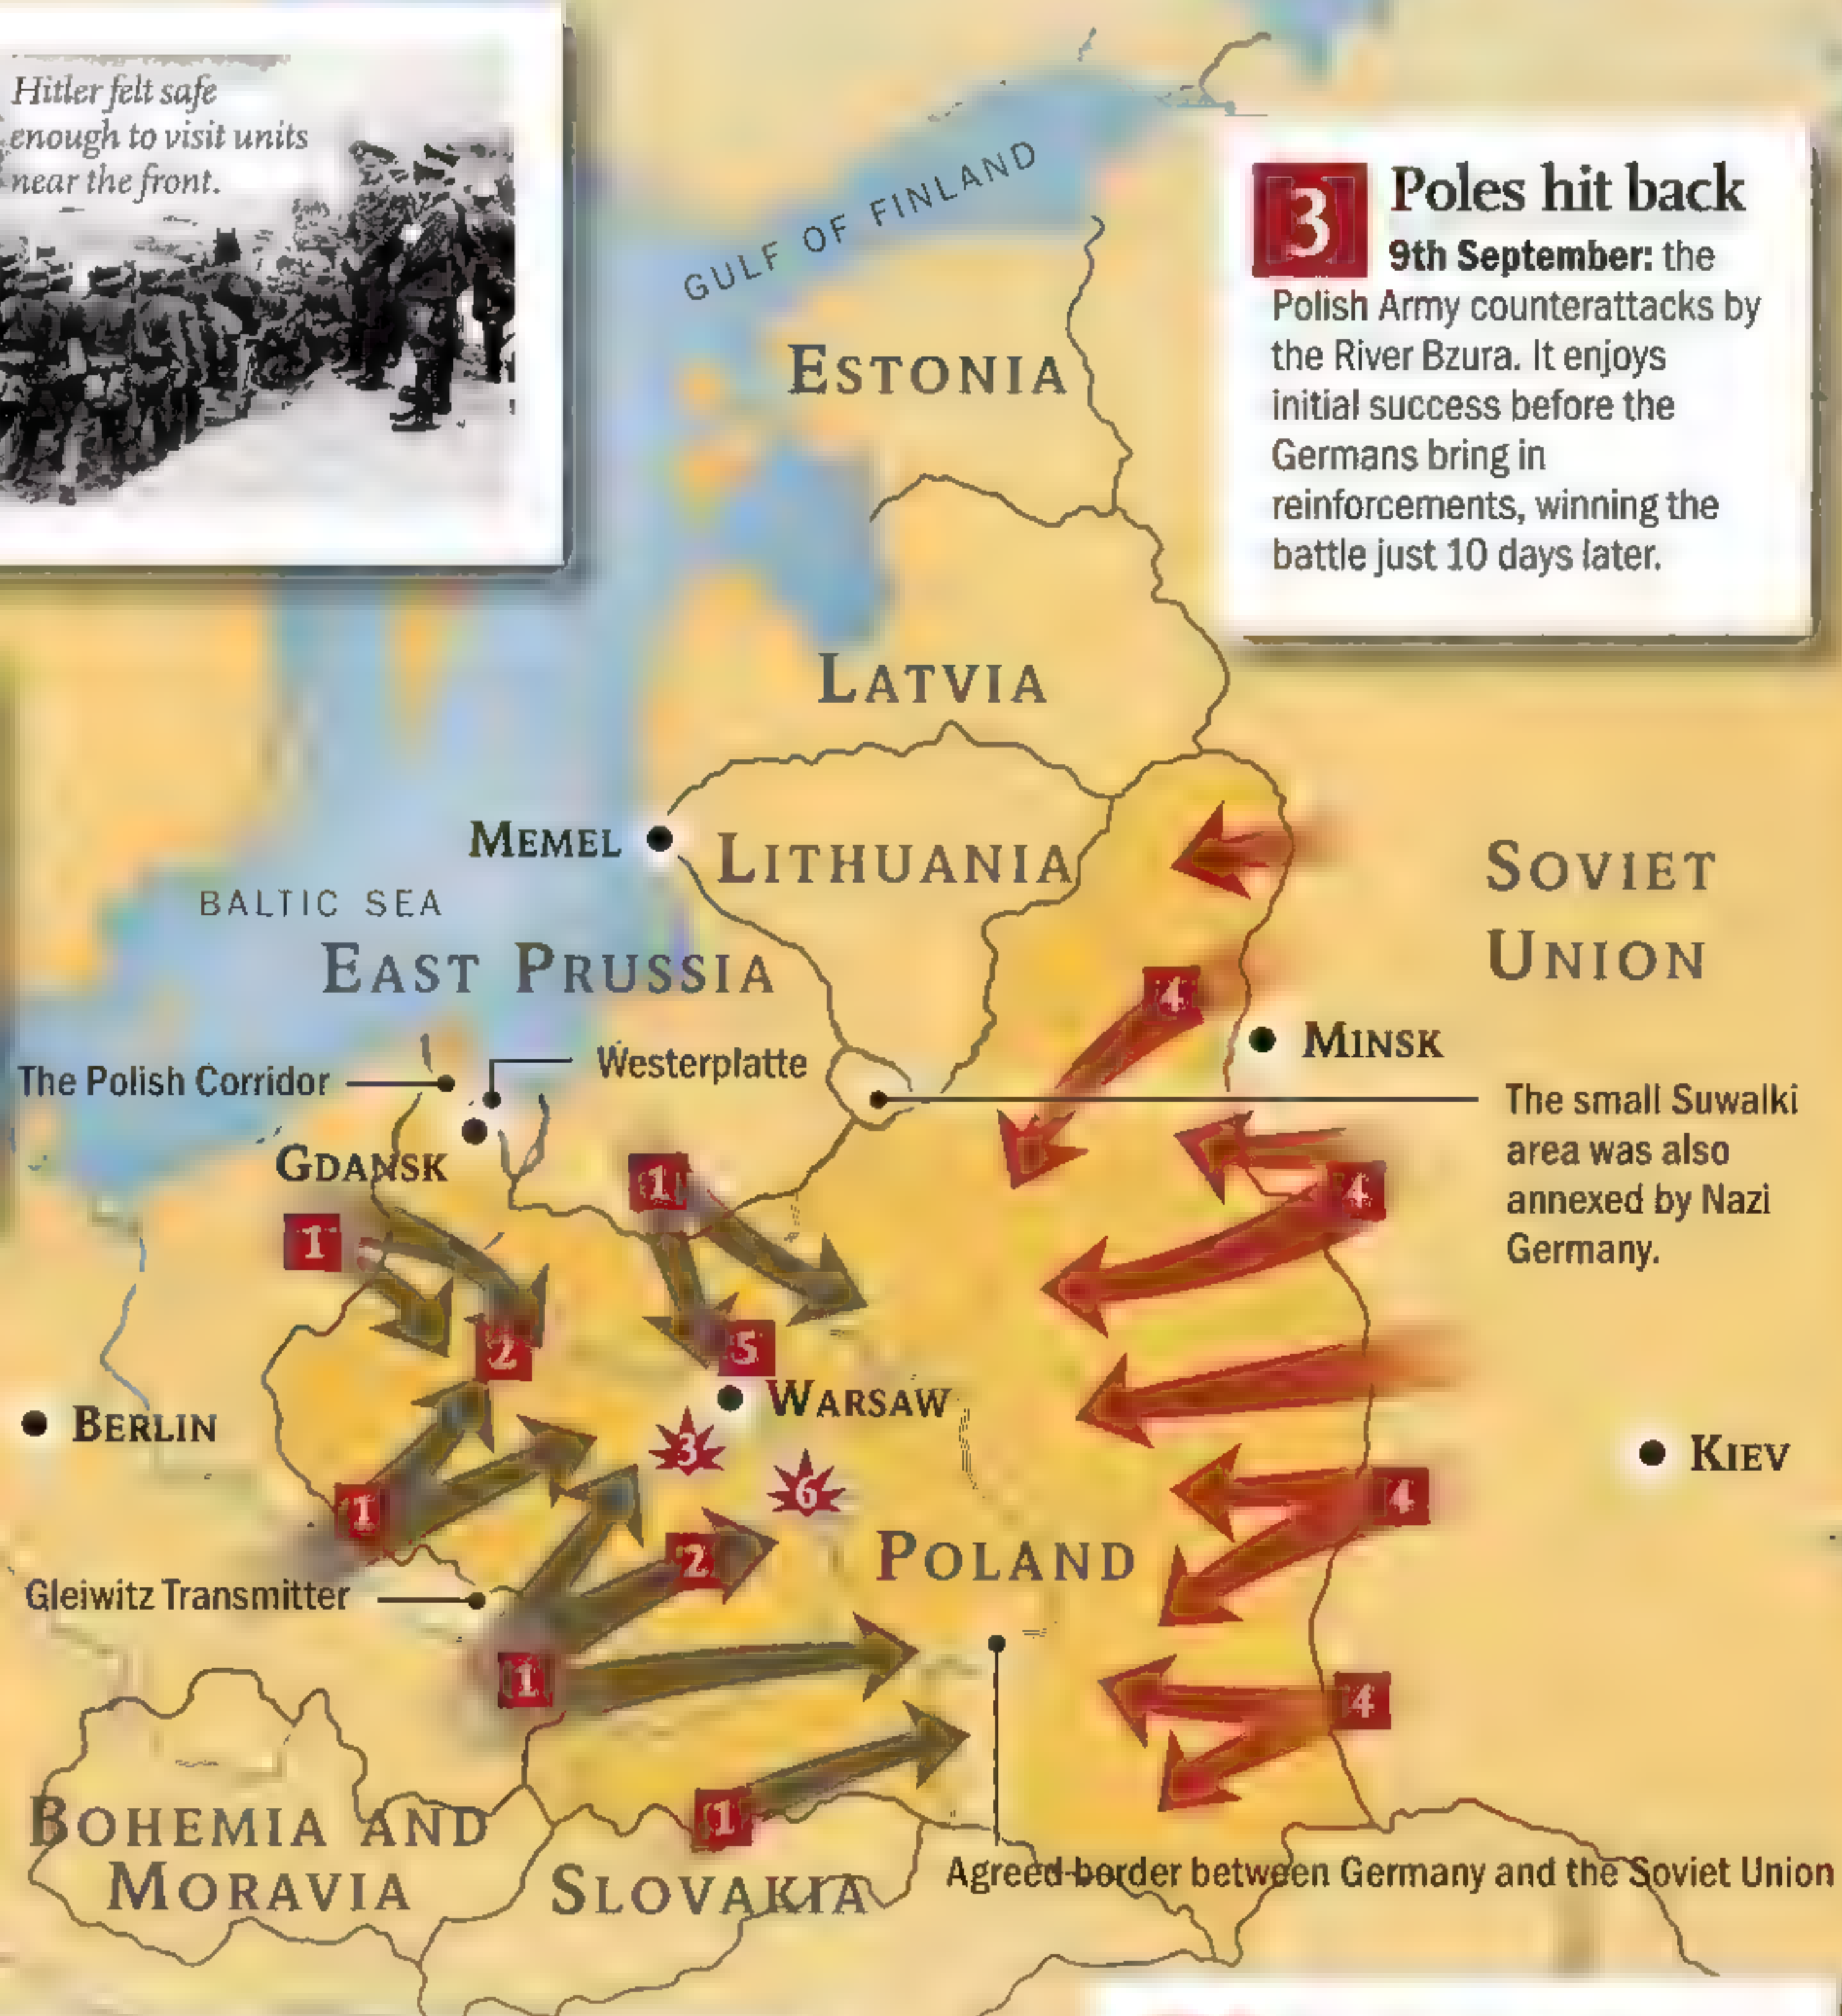 Hitler felt safe
enough to visit units
near the front.
GULF OF FINLAND
3
Poles hit back
9th September: the
Polish Army counterattacks by
the River Bzura. It enjoys
initial success before the
Germans bring in
reinforcements, winning the
battle just 10 days later.
ESTONIA
LATVIA
MEMEL
LITHUANIA
SOVIET
UNION
BALTIC SEA
EAST PRUSSIA
4
MINSK
The Polish Corridor
Westerplatte
The small Suwalki
area was also
annexed by Nazi
Germany.
GDANSK
1
4
1
2
5
WARSAW
BERLIN
3
KIEV
6
1
4
POLAND
2
Gleiwitz Transmitter
1
4
1
BOHEMIA AND
MORAVIA
SLOVAKIA
Agreed border between Germany and the Soviet Union